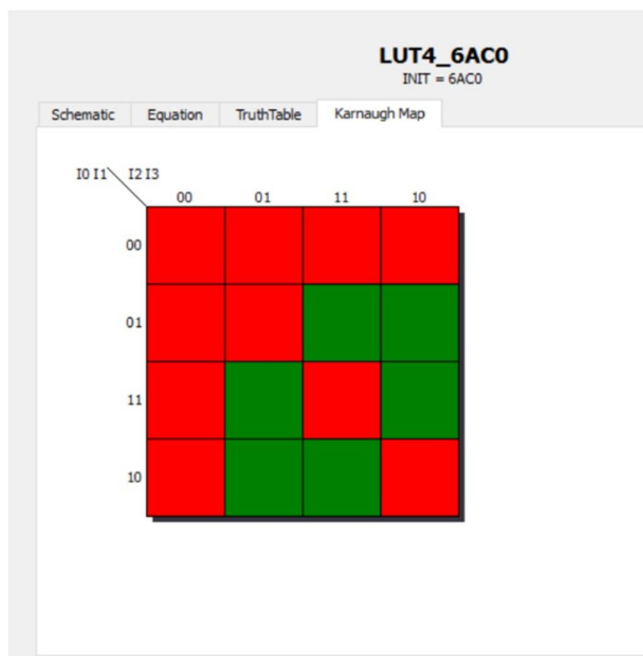 LUT4_6AC0
INIT = 6AC0
Schematic Equation TruthTable Karnaugh Map
I0 I1 I2 I3
00 01 11 10
00
01
11
10